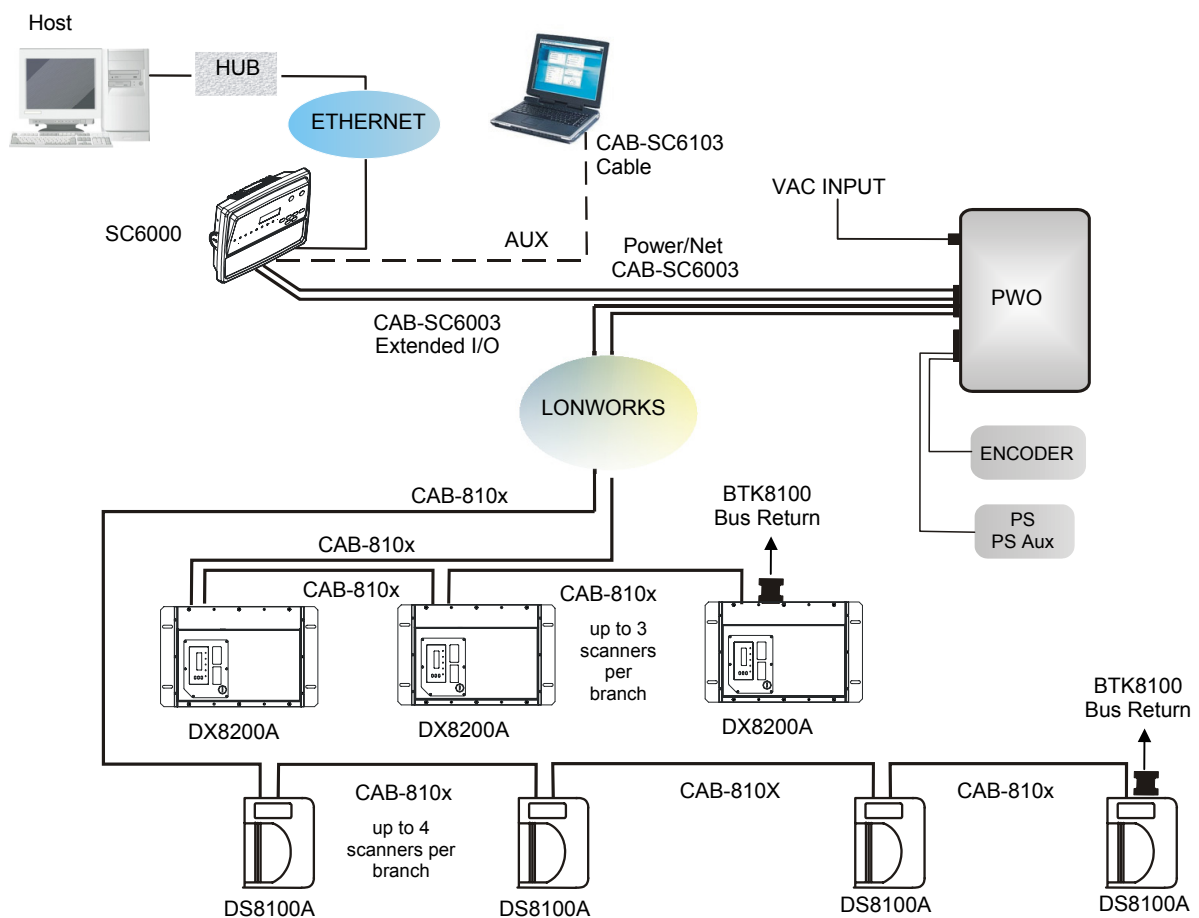 Host
HUB
ETHERNET
CAB-SC6103
Cable
VAC INPUT
SC6000
AUX
Power/Net
CAB-SC6003
PWO
CAB-SC6003
Extended I/O
LONWORKS
ENCODER
CAB-810x
BTK8100
Bus Return
PS
PS Aux
CAB-810x
CAB-810x
CAB-810x
up to 3
scanners
per
branch
DX8200A
DX8200A
DX8200A
BTK8100
Bus Return
CAB-810x
CAB-810X
CAB-810x
up to 4
scanners per
branch
DS8100A
DS8100A
DS8100A
DS8100A